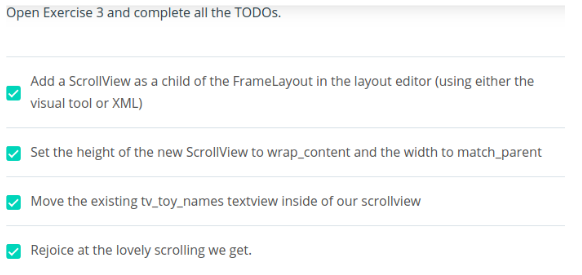 Open Exercise 3 and complete all the TODOs.
Add a ScrollView as a child of the FrameLayout in the layout editor (using either the
visual tool or XML)
Set the height of the new ScrollView to wrap_content and the width to match_parent
Move the existing tv_toy_names textview inside of our scrollview
Rejoice at the lovely scrolling we get.